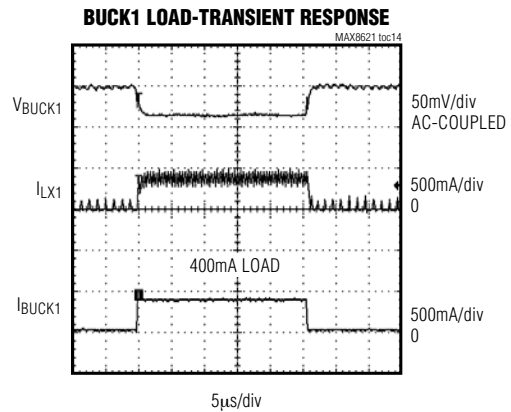 BUCK1 LOAD-TRANSIENT RESPONSE
MAX8621 toc14
VBUCK1
50mV/div
AC-COUPLED
ILX1
500mA/div
0
400mA LOAD
IBUCK1
500mA/div
0
5µs/div